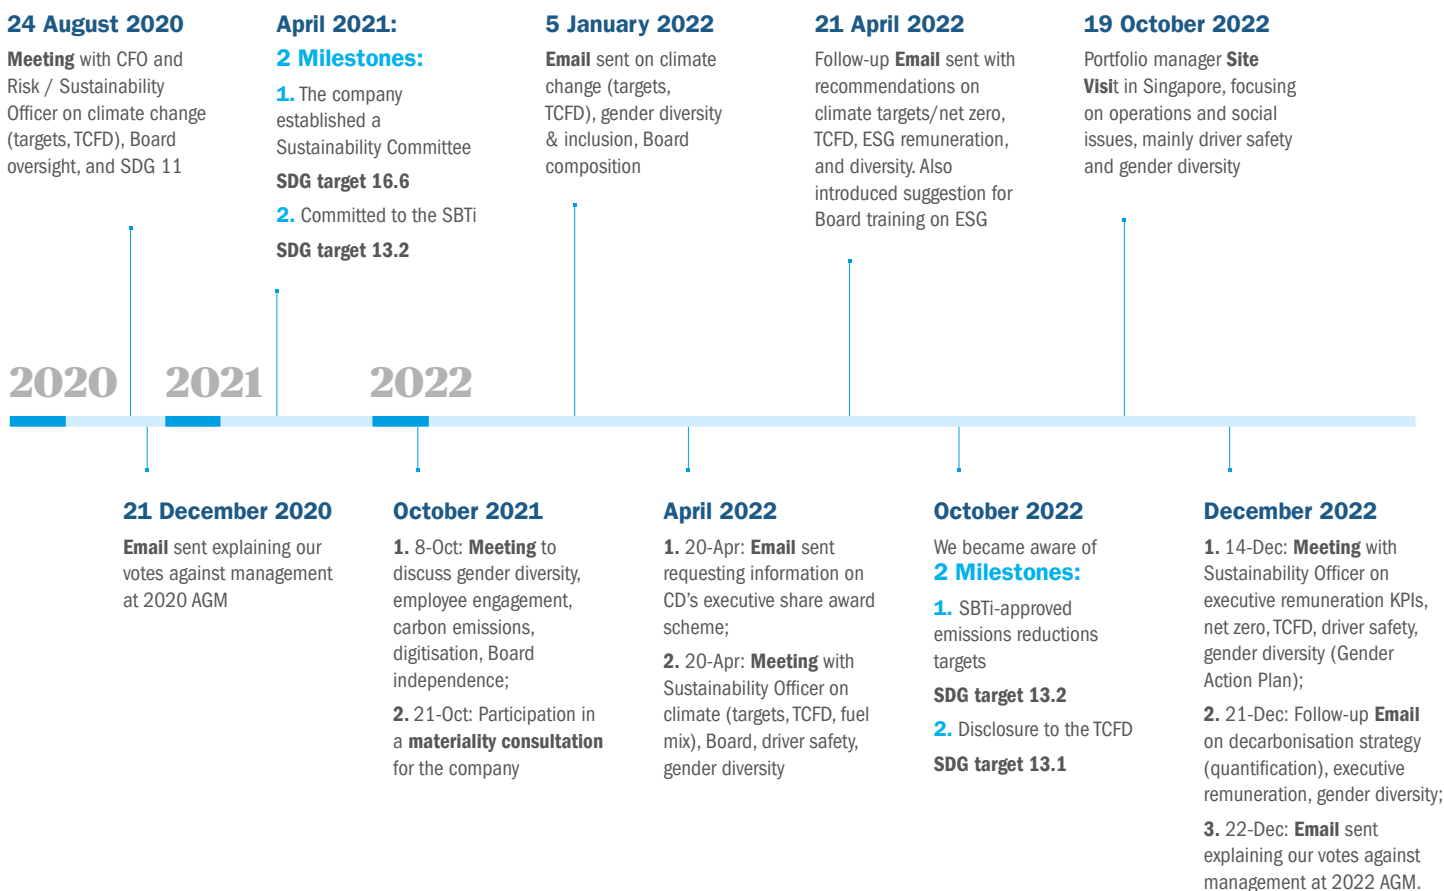 24 August 2020
Meeting with CFO and
Risk / Sustainability
Officer on climate change
(targets, TCFD), Board
oversight, and SDG 11
April 2021:
2 Milestones:
1. The company
established a
Sustainability Committee
SDG target 16.6
2. Committed to the SBTi
SDG target 13.2
5 January 2022
Email sent on climate
change (targets,
TCFD), gender diversity
& inclusion, Board
composition
21 April 2022
Follow-up Email sent with
recommendations on
climate targets/net zero,
TCFD, ESG remuneration,
and diversity. Also
introduced suggestion for
Board training on ESG
19 October 2022
Portfolio manager Site
Visit in Singapore, focusing
on operations and social
issues, mainly driver safety
and gender diversity
2020
2021
2022
21 December 2020
Email sent explaining our
votes against management
at 2020 AGM
October 2021
1. 8-Oct: Meeting to
discuss gender diversity,
employee engagement,
carbon emissions,
digitisation, Board
independence;
2. 21-Oct: Participation in
a materiality consultation
for the company
April 2022
1. 20-Apr: Email sent
requesting information on
CD's executive share award
scheme;
2. 20-Apr: Meeting with
Sustainability Officer on
climate (targets, TCFD, fuel
mix), Board, driver safety,
gender diversity
October 2022
We became aware of
2 Milestones:
1. SBTi-approved
emissions reductions
targets
SDG target 13.2
2. Disclosure to the TCFD
SDG target 13.1
December 2022
1. 14-Dec: Meeting with
Sustainability Officer on
executive remuneration KPIs,
net zero, TCFD, driver safety,
gender diversity (Gender
Action Plan);
2. 21-Dec: Follow-up Email
on decarbonisation strategy
(quantification), executive
remuneration, gender diversity;
3. 22-Dec: Email sent
explaining our votes against
management at 2022 AGM.